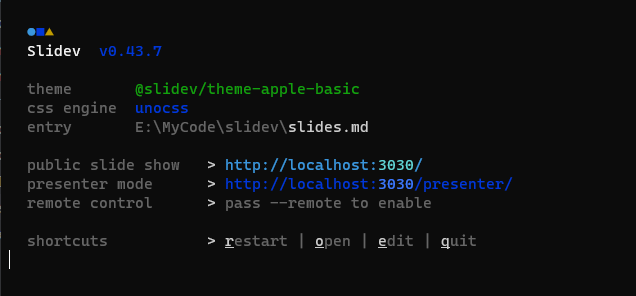 Slidev v0.43.7
theme @slidev/theme-apple-basic
css engine unocss
entry E:\MyCode\slidev\slides.md
public slide show > http://localhost:3030/
presenter mode > http://localhost:3030/presenter/
remote control > pass --remote to enable
shortcuts > restart | open | edit | quit